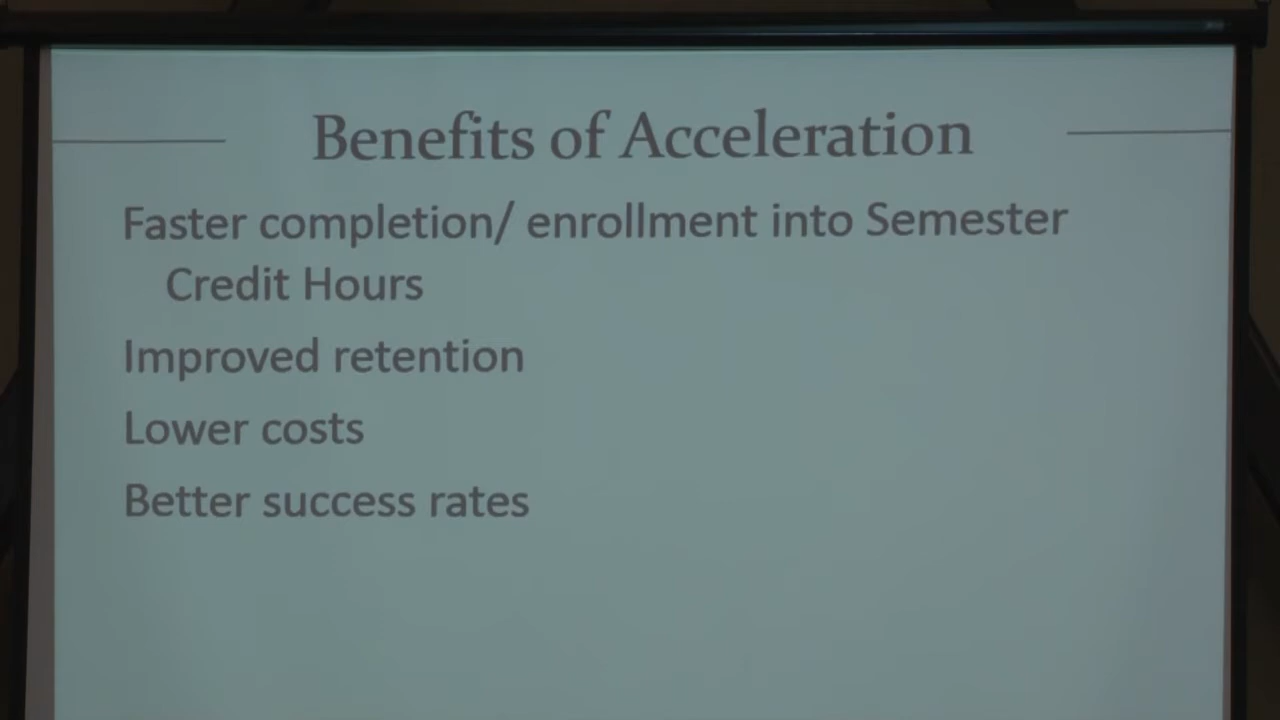 Benefits of Acceleration
Faster completion/ enrollment into Semester
Credit Hours
Improved retention
Lower costs
Better success rates